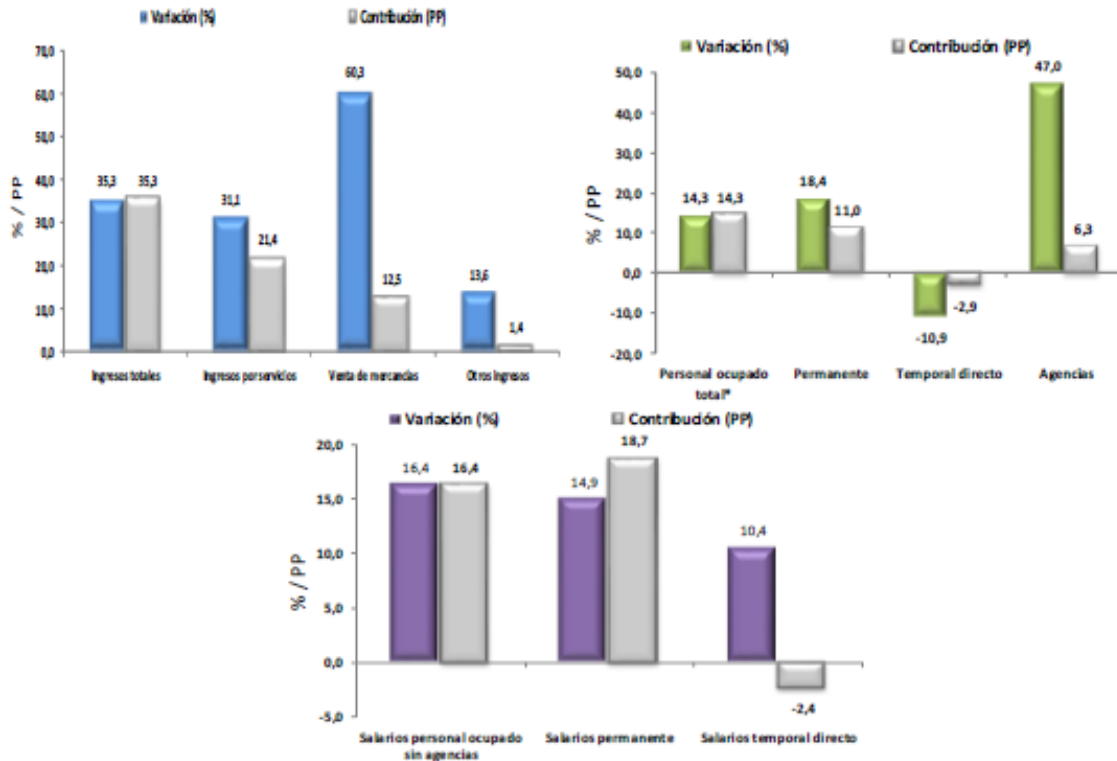 Variación (%) Contribución (PP)
% / PP
70,0
60,0
50,0
40,0
30,0
20,0
10,0
0,0
35,3 35,3 31,1 21,4 60,3 12,5 13,6 1,4
Ingresos totales Ingresos por servicios Venta de mercancías Otros ingresos
Variación (%) Contribución (PP)
% / PP
50,0
40,0
30,0
20,0
10,0
0,0
-10,0
-20,0
14,3 14,3 18,4 11,0 -10,9 -2,9 47,0 6,3
Personal ocupado Permanente Temporal directo Agencias
total*
Variación (%) Contribución (PP)
% / PP
20,0
15,0
10,0
5,0
0,0
-5,0
16,4 16,4 14,9 18,7 10,4 -2,4
Salarios personal ocupado Salarios permanente Salarios temporal directo
sin agencias